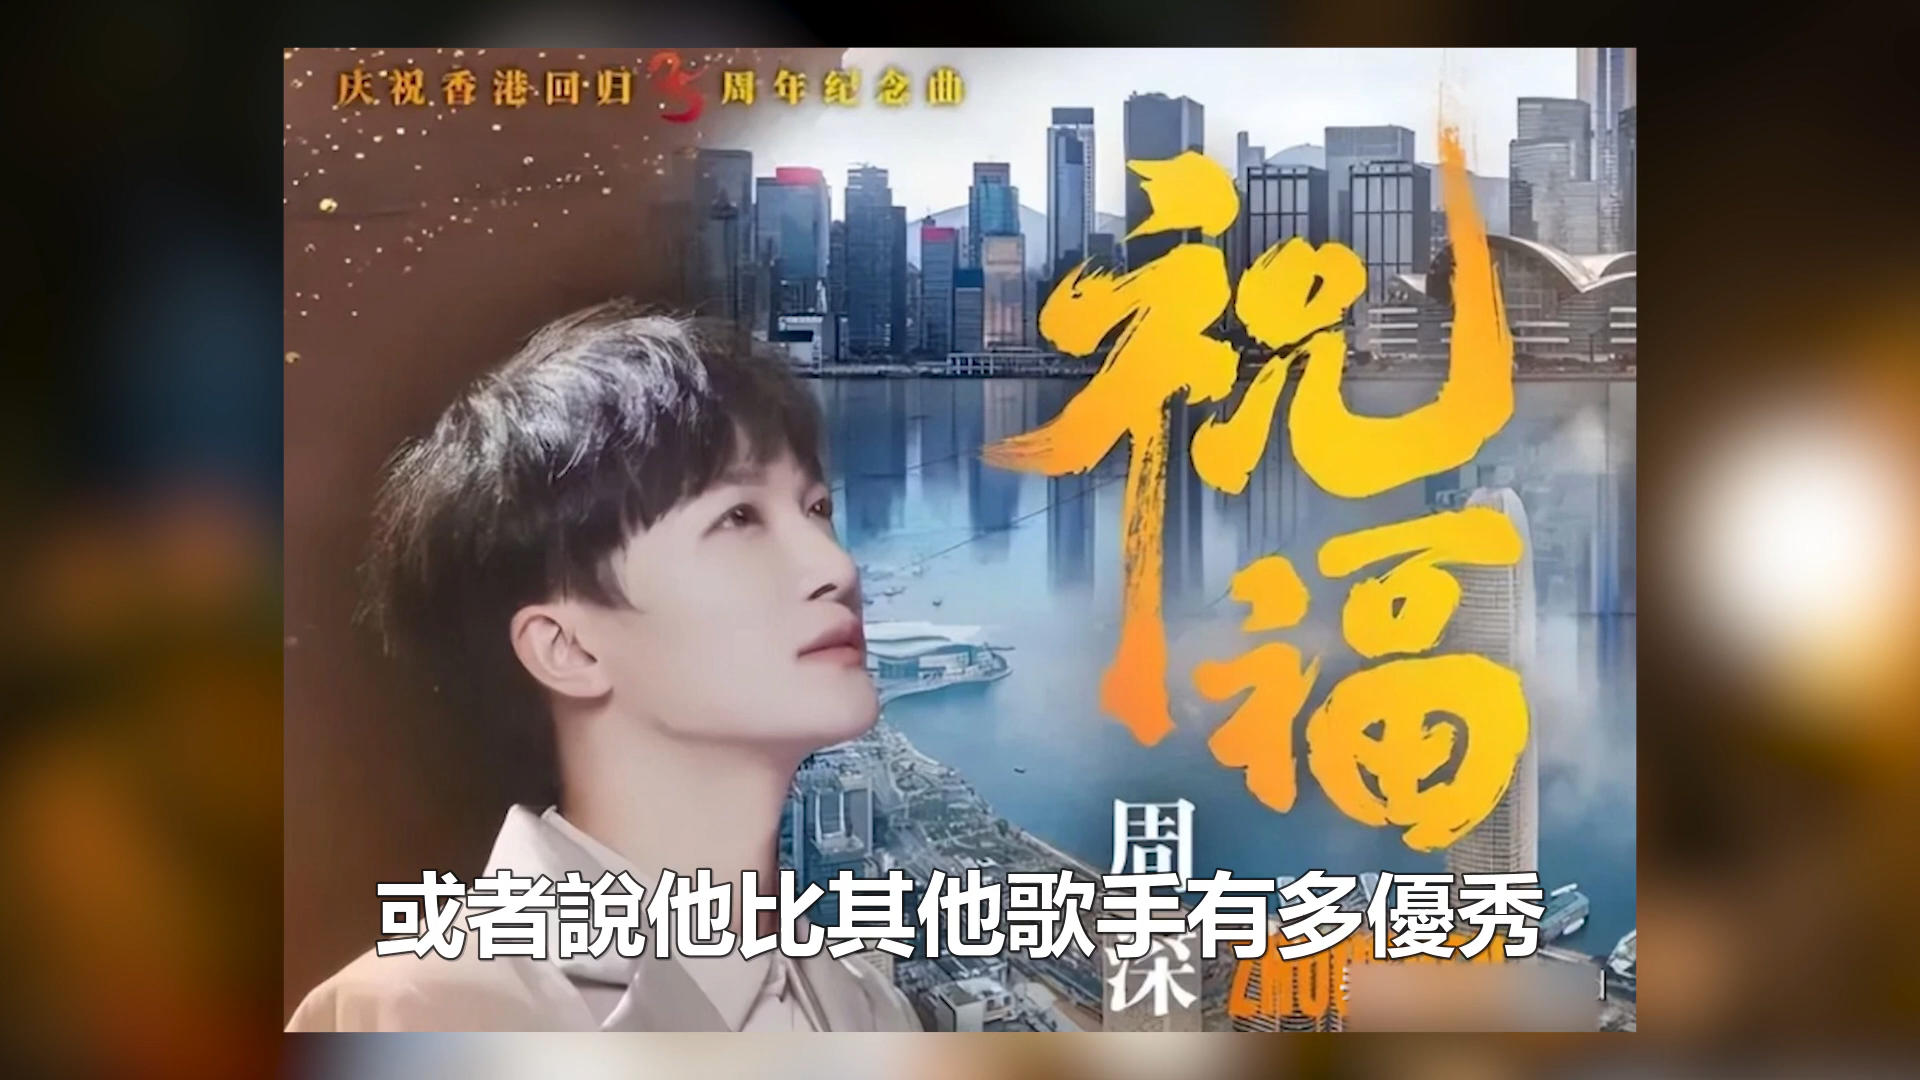 庆祝香港回归25周年纪念曲
祝福
周深
或者說他比其他歌手有多優秀